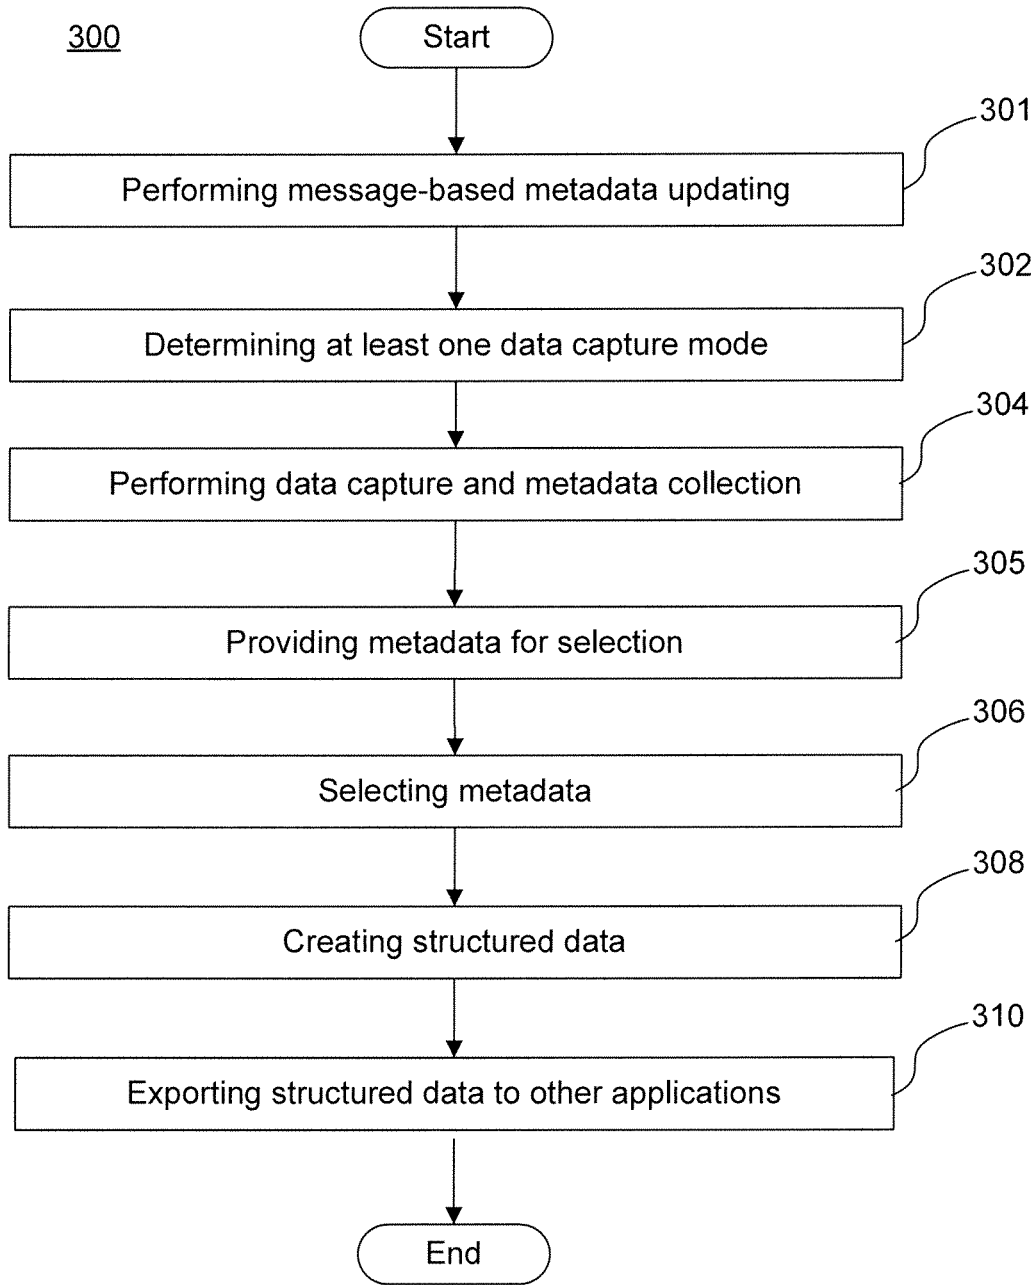 300
Start
301
Performing message-based metadata updating
302
Determining at least one data capture mode
304
Performing data capture and metadata collection
305
Providing metadata for selection
306
Selecting metadata
308
Creating structured data
310
Exporting structured data to other applications
End